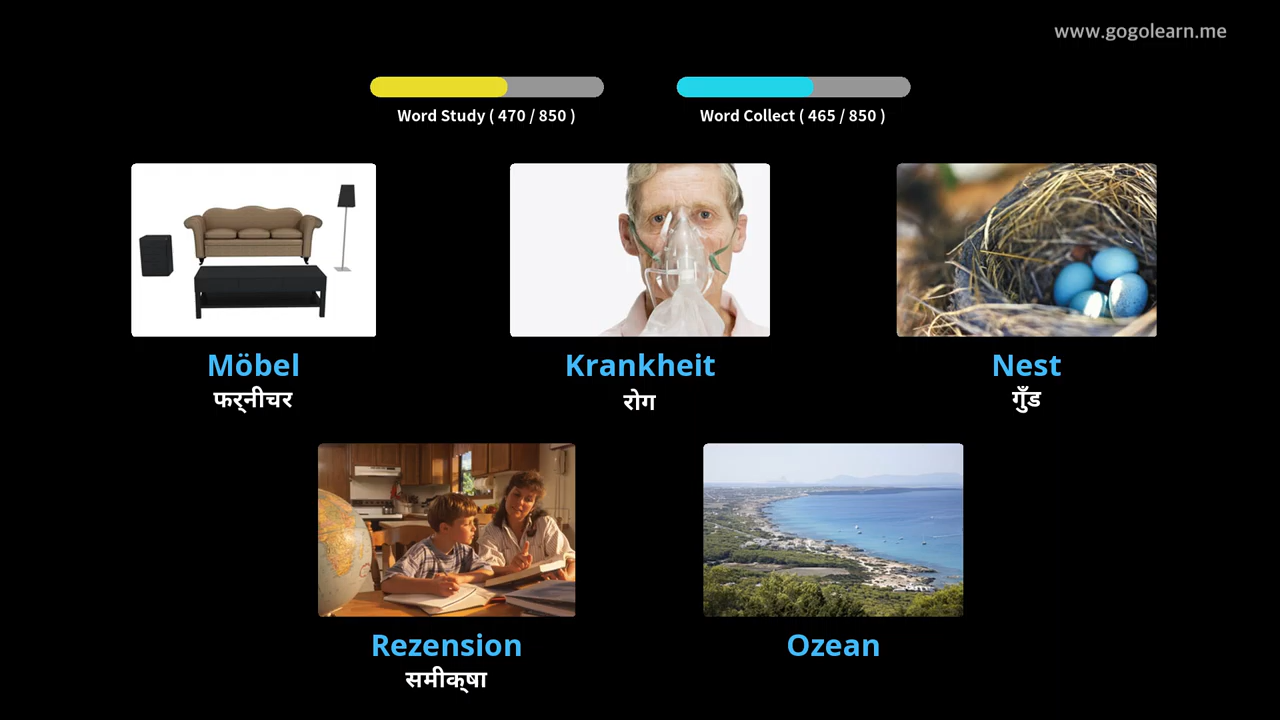 www.gogolearn.me
Word Study ( 470 / 850 )
Word Collect ( 465 / 850 )
Möbel
फर्‌नीचर
Krankheit
रोग
Nest
गुँड
Rezension
समीक्‌षा
Ozean